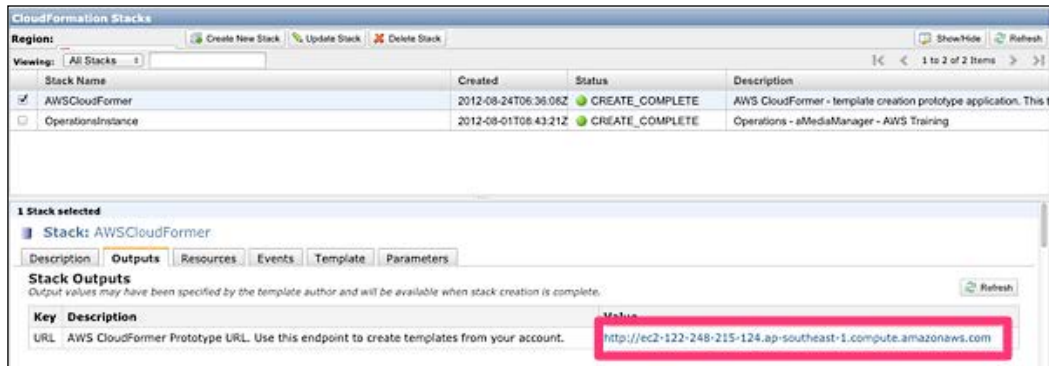 CloudFormation Stacks
Region: Create New Stack Update Stack Delete Stack Show/Hide Refresh
Viewing: All Stacks 1 to 2 of 2 Items
Stack Name Created Status Description
AWSCloudFormer 2012-08-24T06:36:06Z CREATE_COMPLETE AWS CloudFormer - template creation prototype application. This
OperationsInstance 2012-08-01T08:43:21Z CREATE_COMPLETE Operations - aMediaManager - AWS Training
1 Stack selected
Stack: AWSCloudFormer
Description Outputs Resources Events Template Parameters
Stack Outputs
Output values may have been specified by the template author and will be available when stack creation is complete. Refresh
Key Description Value
URL AWS CloudFormer Prototype URL. Use this endpoint to create templates from your account. http://ec2-122-248-215-124.ap-southeast-1.compute.amazonaws.com